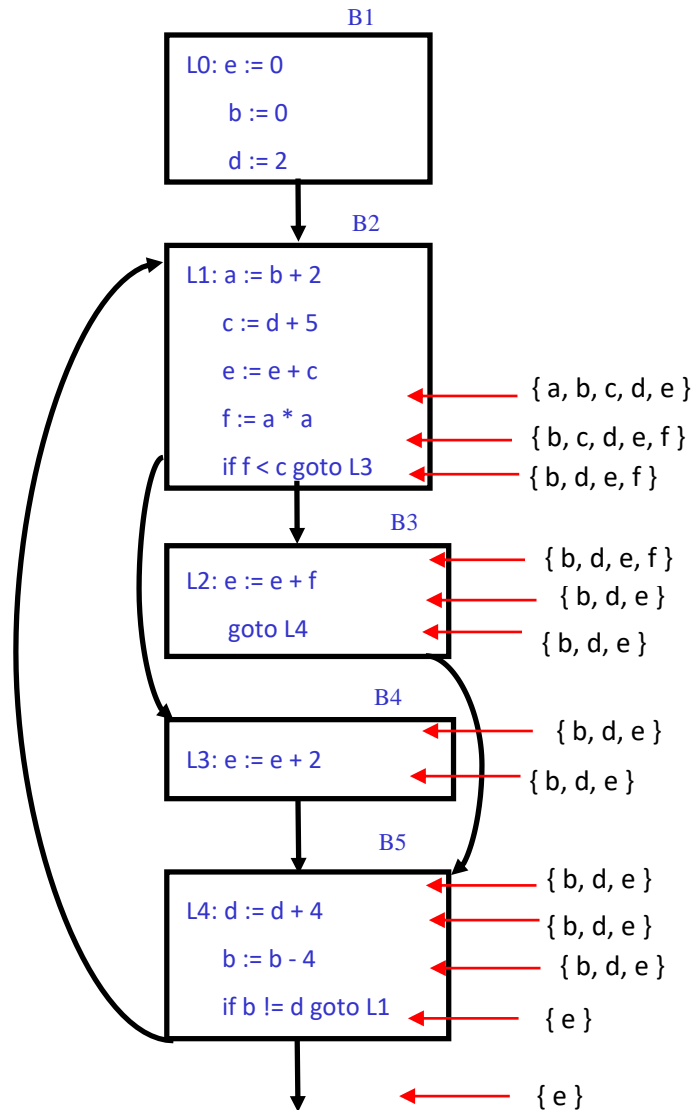 B1
L0: e := 0
b := 0
d := 2
B2
L1: a := b + 2
c := d + 5
e := e + c
{ a, b, c, d, e }
f := a * a
{ b, c, d, e, f }
if f < c goto L3
{ b, d, e, f }
B3
{ b, d, e, f }
L2: e := e + f
{ b, d, e }
goto L4
{ b, d, e }
B4
{ b, d, e }
L3: e := e + 2
{ b, d, e }
B5
{ b, d, e }
L4: d := d + 4
{ b, d, e }
b := b - 4
{ b, d, e }
if b != d goto L1
{ e }
{ e }